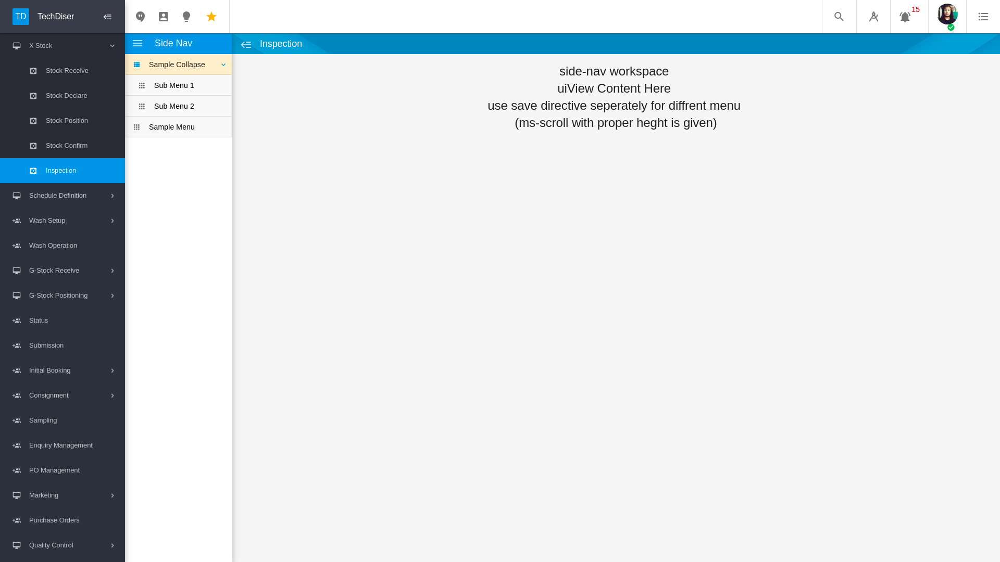 TD TechDiser
15
X Stock
Stock Receive
Stock Declare
Stock Position
Stock Confirm
Inspection
Schedule Definition
Wash Setup
Wash Operation
G-Stock Receive
G-Stock Positioning
Status
Submission
Initial Booking
Consignment
Sampling
Enquiry Management
PO Management
Marketing
Purchase Orders
Quality Control
Side Nav
Sample Collapse
Sub Menu 1
Sub Menu 2
Sample Menu
Inspection
side-nav workspace
uiView Content Here
use save directive seperately for diffrent menu
(ms-scroll with proper heght is given)